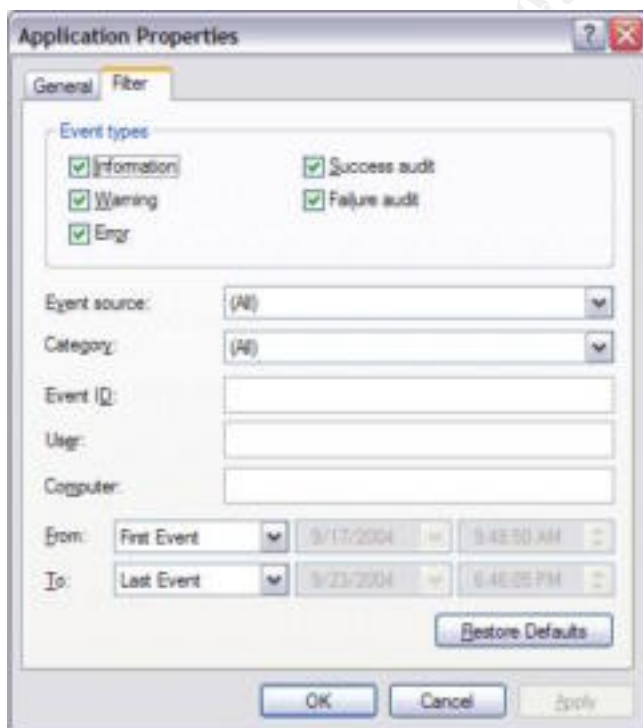 Application Properties
General Filter
Event types
Information Success audit
Warning Failure audit
Error
Event source: (All)
Category: (All)
Event ID:
User:
Computer:
From: First Event 9/17/2004 9:48:50 AM
To: Last Event 9/23/2004 6:46:05 PM
Restore Defaults
OK Cancel Apply